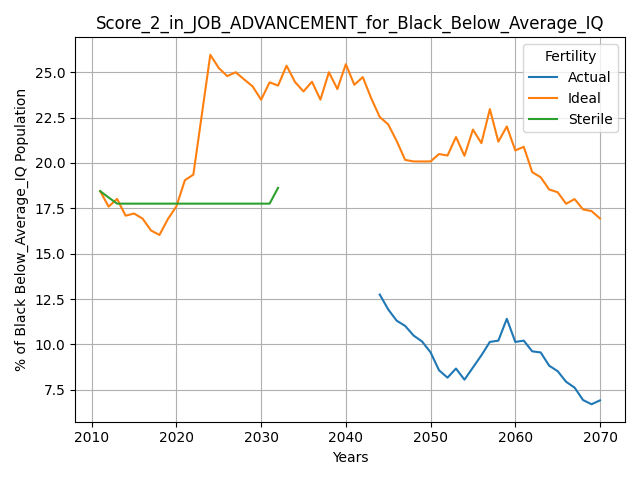 Score_2_in_JOB_ADVANCEMENT_for_Black_Below_Average_IQ
Fertility
Actual
Ideal
Sterile
% of Black Below_Average_IQ Population
25.0
22.5
20.0
17.5
15.0
12.5
10.0
7.5
2010 2020 2030 2040 2050 2060 2070
Years